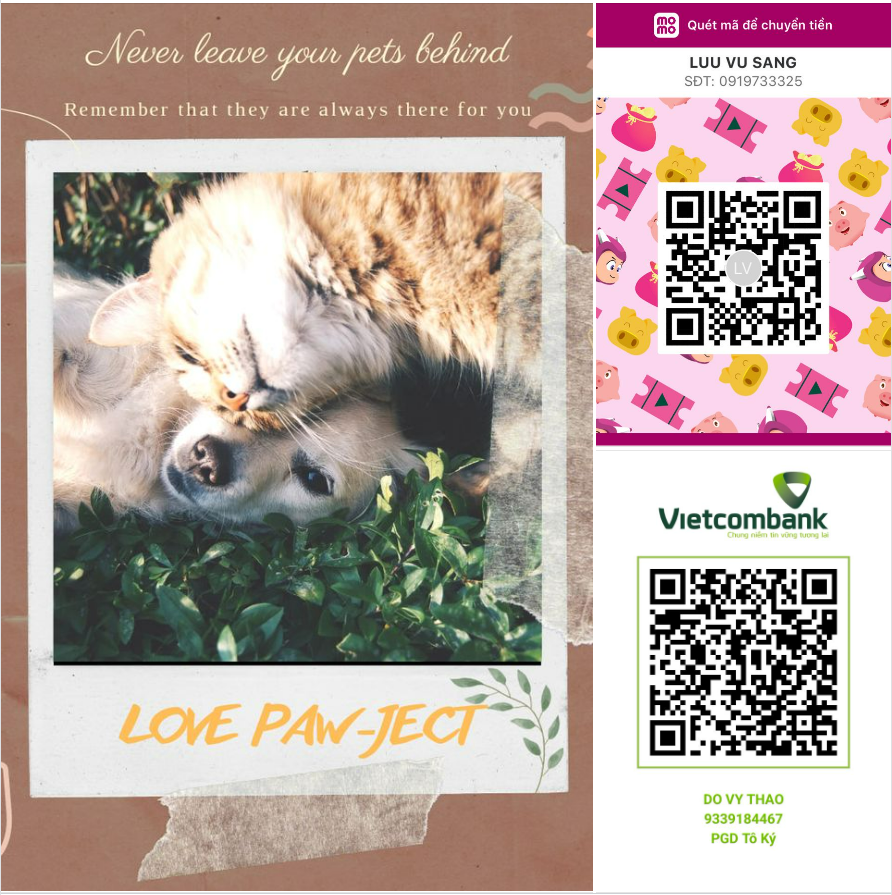 Never leave your pets behind
Remember that they are always there for you
LOVE PAW-JECT
mo
mo
Quét mã để chuyển tiền
LUU VU SANG
SĐT: 0919733325
LV
Vietcombank
Chung niềm tin vững tương lai
DO VY THAO
9339184467
PGD Tô Ký